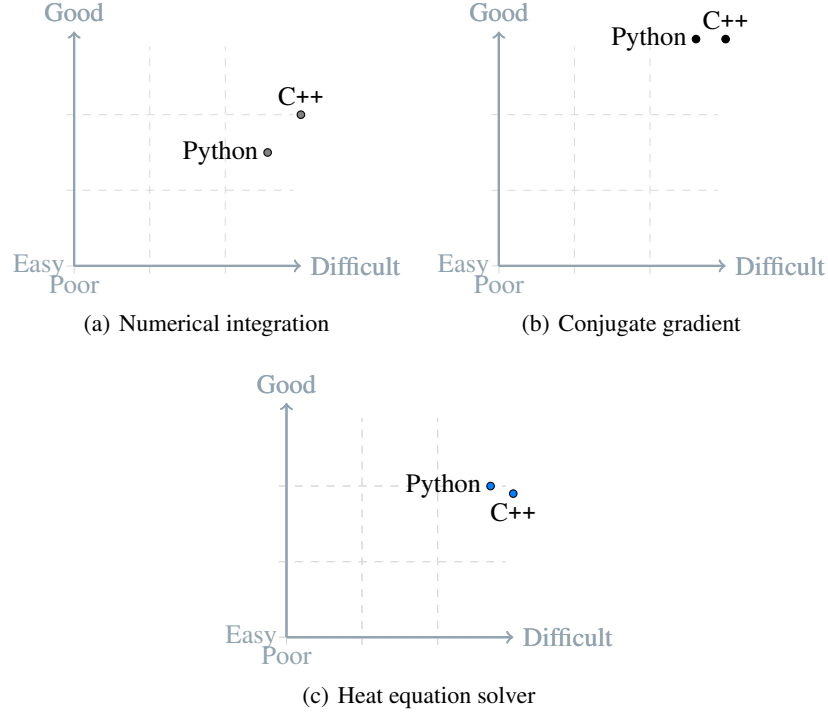 Good
C++
Python
Easy
Difficult
Poor
(a) Numerical integration
Good
C++
Python
Easy
Difficult
Poor
(b) Conjugate gradient
Good
Python
C++
Easy
Difficult
Poor
(c) Heat equation solver